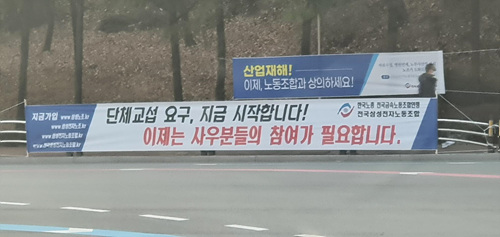 산업재해!
이제, 노동조합과 상의하세요!
지금가입
단체교섭 요구, 지금 시작합니다!
이제는 사우분들의 참여가 필요합니다.
한국노총 전국금속노동조합연맹
전국삼성전자노동조합